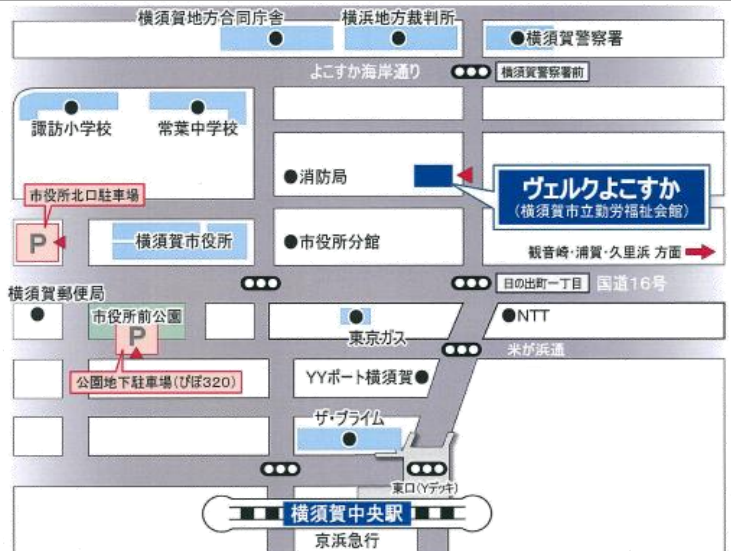 横須賀地方合同庁舎
横浜地方裁判所
横須賀警察署
よこすか海岸通り
横須賀警察署前
諏訪小学校
常葉中学校
消防局
市役所北口駐車場
ヴェルクよこすか
(横須賀市立勤労福祉会館)
P
横須賀市役所
市役所分館
観音崎・浦賀・久里浜 方面
日の出町一丁目
国道16号
横須賀郵便局
市役所前公園
P
東京ガス
NTT
米が浜通
公園地下駐車場(ぴぽ320)
YYポート横須賀
ザ・プライム
東口(Yデッキ)
横須賀中央駅
京浜急行